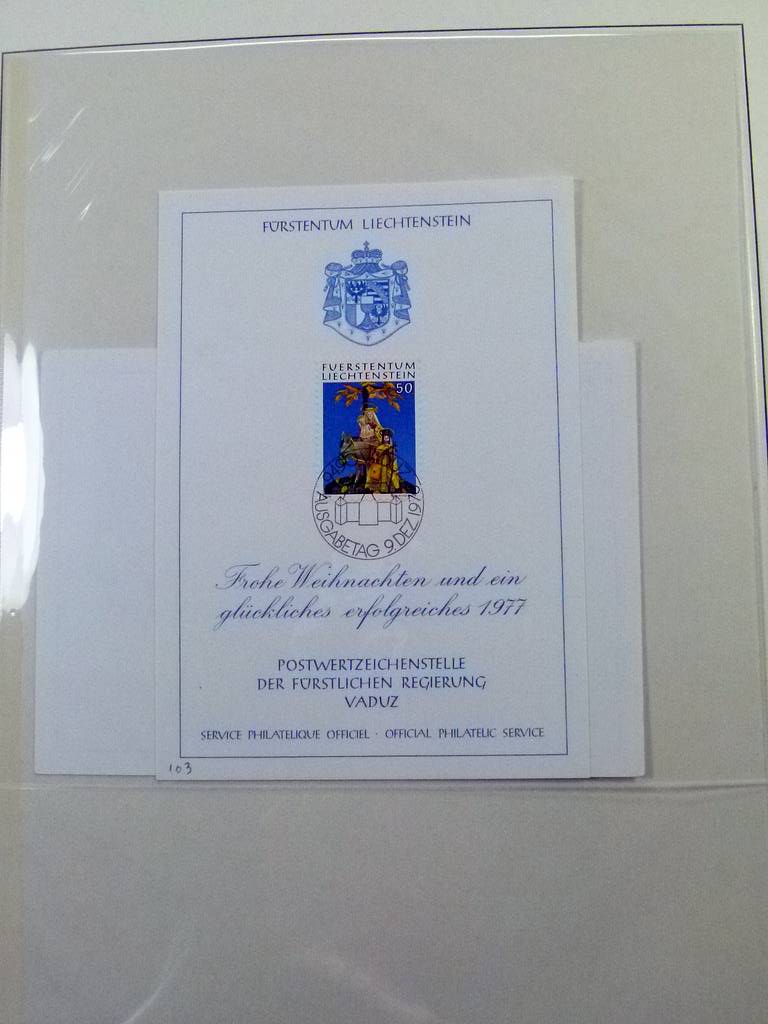 FÜRSTENTUM LIECHTENSTEIN
FUERSTENTUM
LIECHTENSTEIN
50
AUSGABETAG 9. DEZ. 197
Frohe Weihnachten und ein
glückliches erfolgreiches 1977
POSTWERTZEICHENSTELLE
DER FÜRSTLICHEN REGIERUNG
VADUZ
SERVICE PHILATELIQUE OFFICIEL · OFFICIAL PHILATELIC SERVICE
103